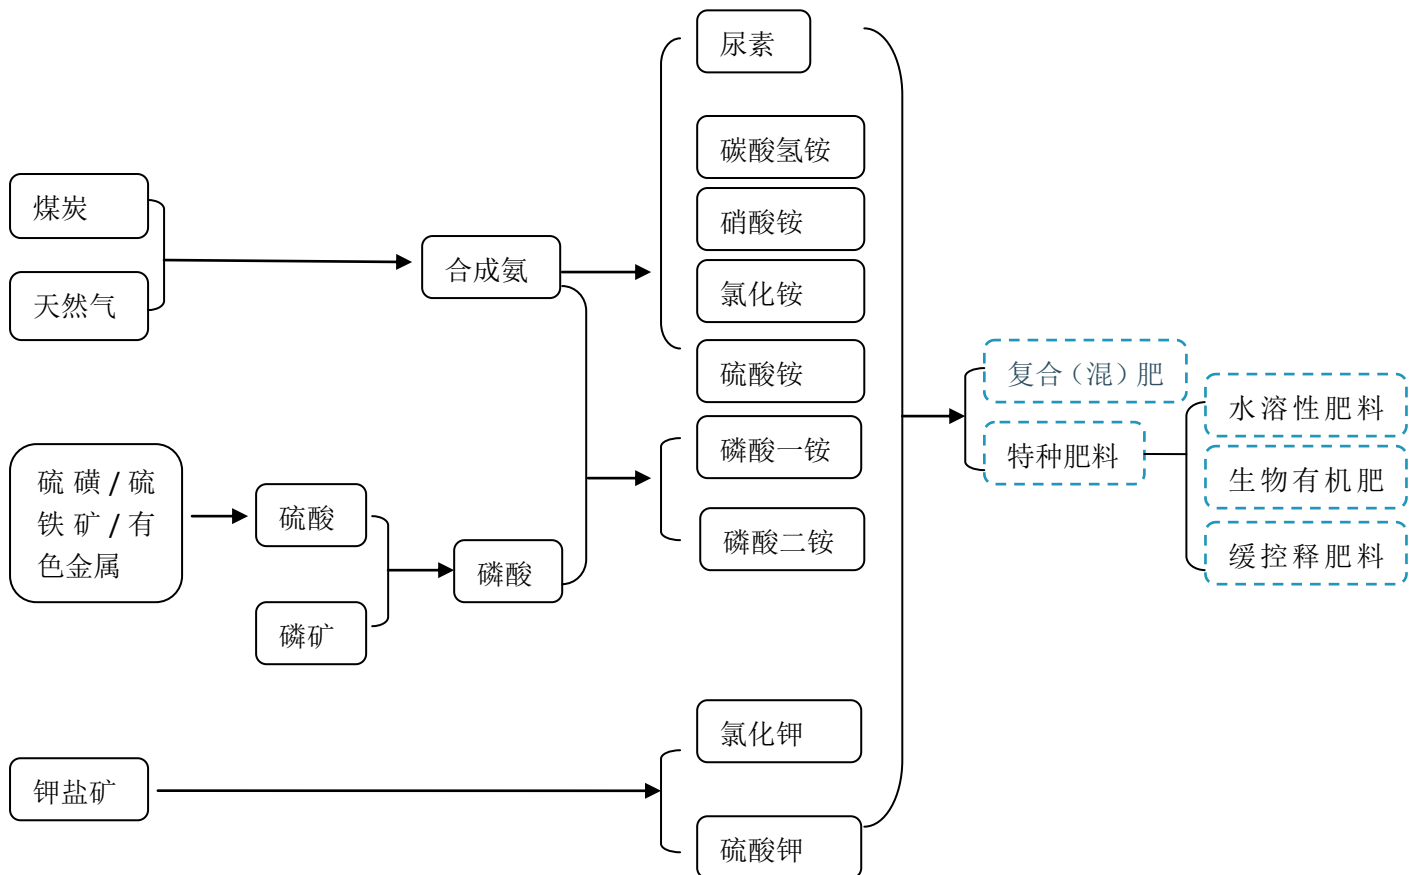 尿素
碳酸氢铵
硝酸铵
氯化铵
硫酸铵
磷酸一铵
磷酸二铵
氯化钾
硫酸钾
煤炭
天然气
合成氨
硫磺/硫
铁矿/有
色金属
硫酸
磷矿
磷酸
钾盐矿
复合（混）肥
特种肥料
水溶性肥料
生物有机肥
缓控释肥料